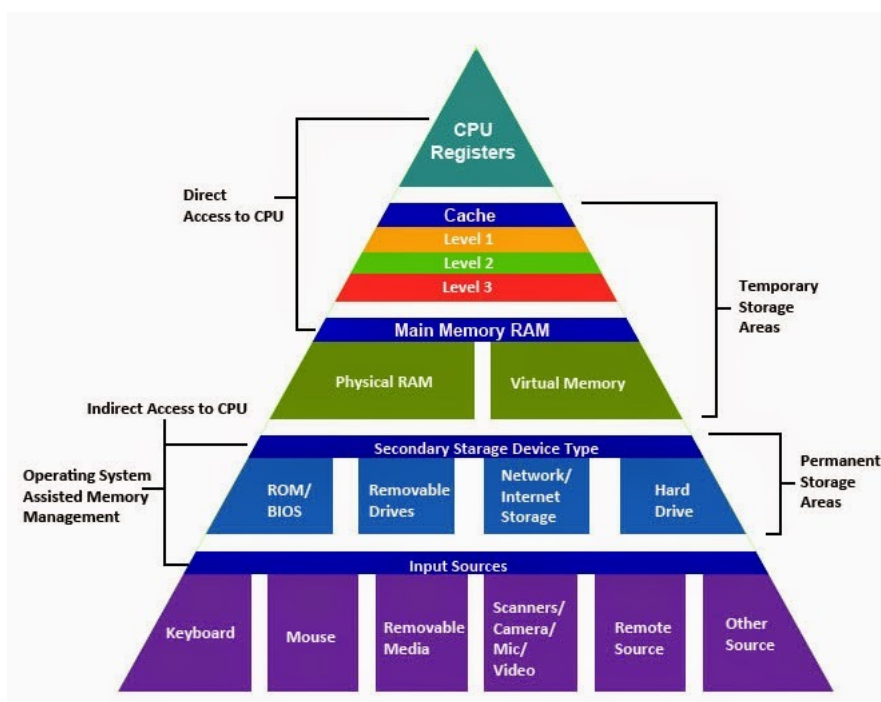 CPU
Registers
Direct
Access to CPU
Cache
Level 1
Level 2
Level 3
Temporary
Storage
Areas
Main Memory RAM
Physical RAM
Virtual Memory
Indirect Access to CPU
Operating System
Assisted Memory
Management
Secondary Starage Device Type
ROM/
BIOS
Removable
Drives
Network/
Internet
Storage
Hard
Drive
Permanent
Storage
Areas
Input Sources
Keyboard
Mouse
Removable
Media
Scanners/
Camera/
Mic/
Video
Remote
Source
Other
Source